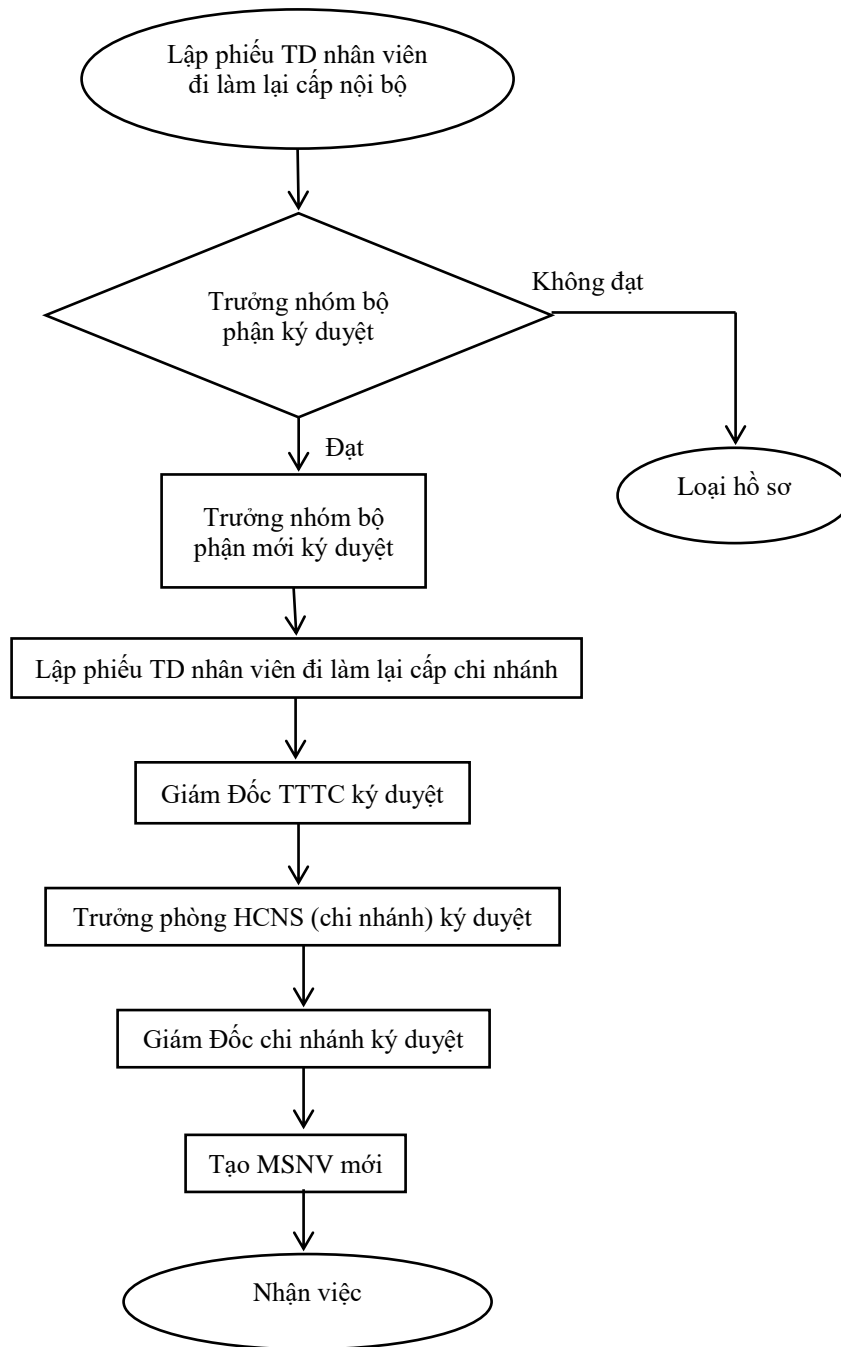 Lập phiếu TD nhân viên
đi làm lại cấp nội bộ
Không đạt
Trưởng nhóm bộ
phận ký duyệt
Đạt
Loại hồ sơ
Trưởng nhóm bộ
phận mới ký duyệt
Lập phiếu TD nhân viên đi làm lại cấp chi nhánh
Giám Đốc TTTC ký duyệt
Trưởng phòng HCNS (chi nhánh) ký duyệt
Giám Đốc chi nhánh ký duyệt
Tạo MSNV mới
Nhận việc